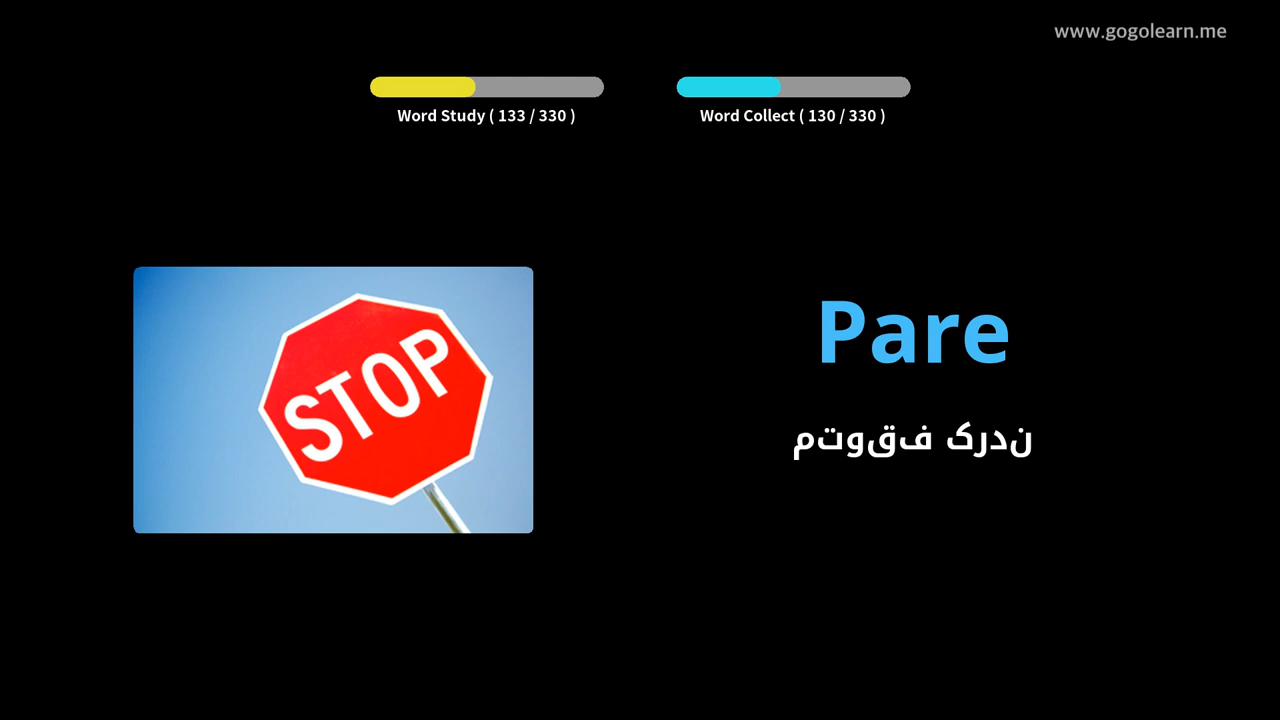 www.gogolearn.me
Word Study ( 133 / 330 )
Word Collect ( 130 / 330 )
STOP
Pare
متوقف کردن